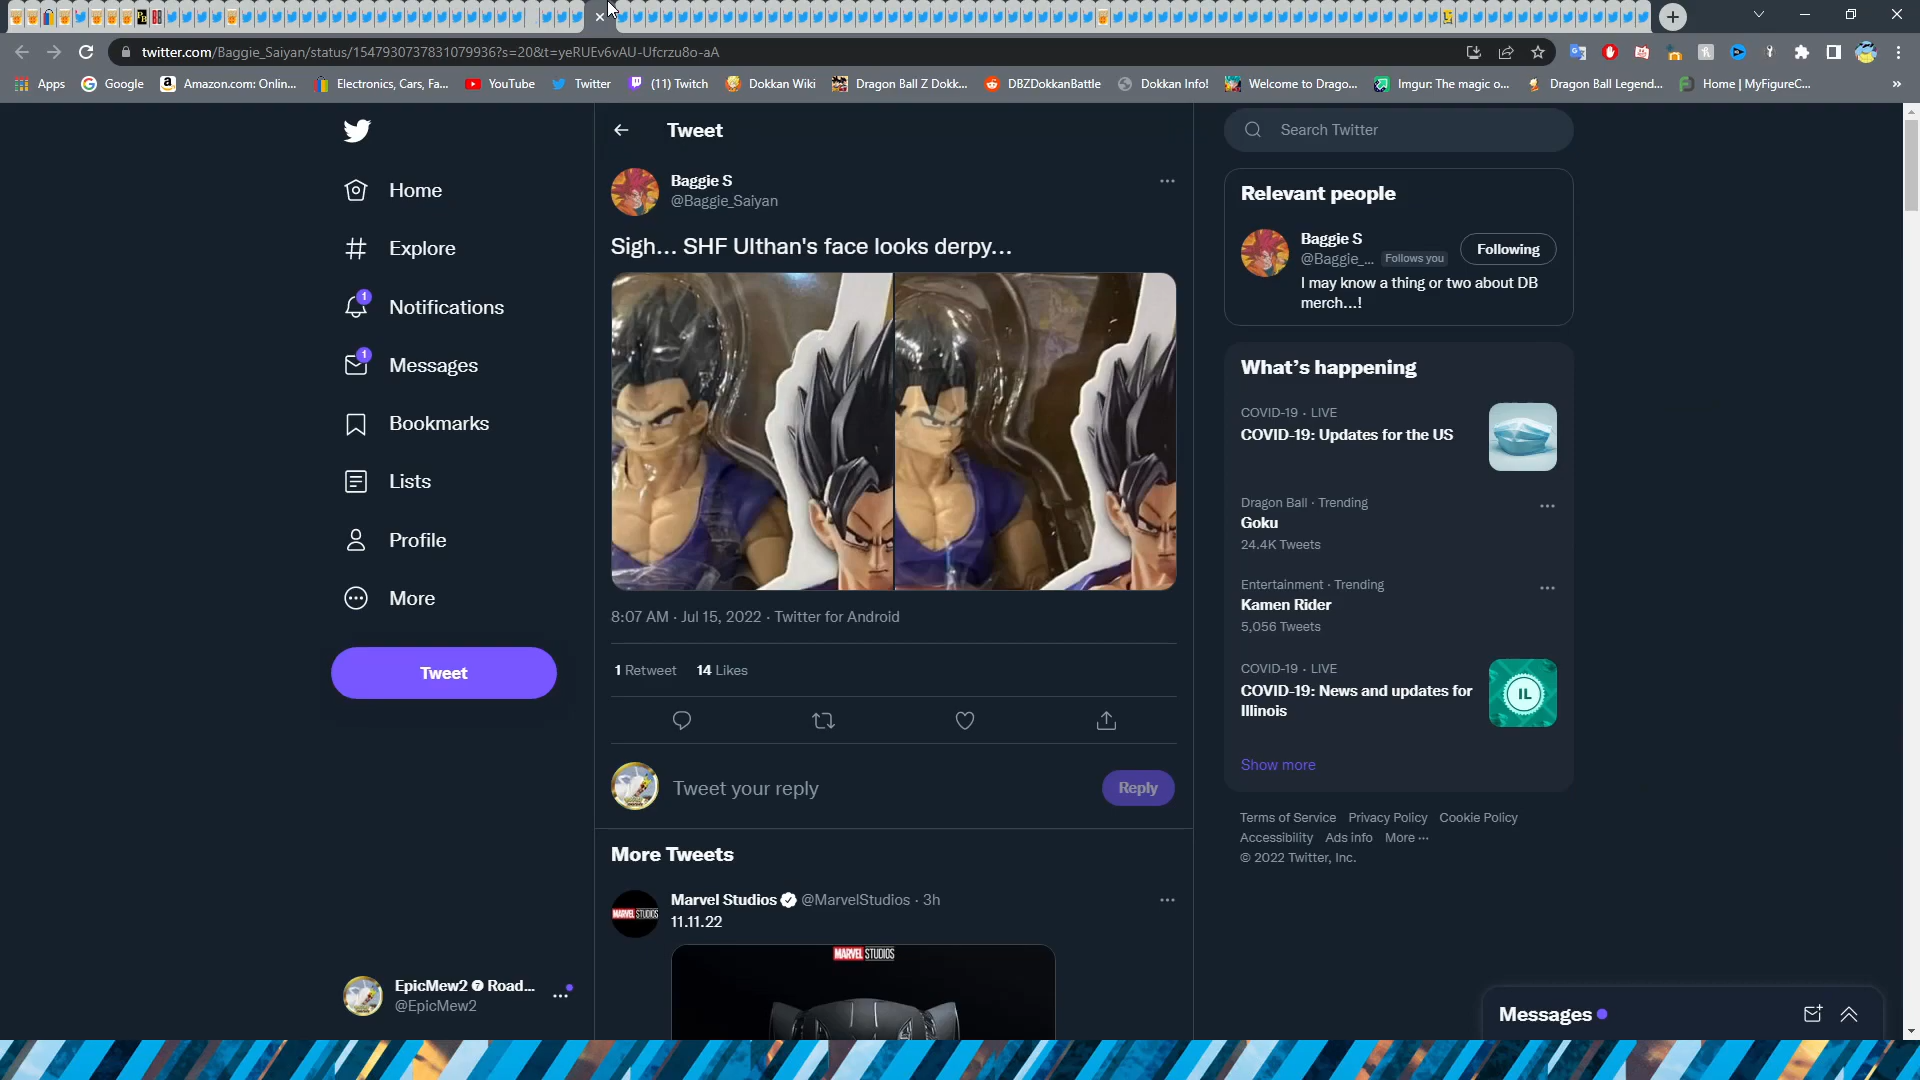 twitter.com/Baggie_Saiyan/status/1547930737831079936?s=20&t=yeRUEv6vAU-Ufcrzu8o-aA
Apps
Google
Amazon.com: Onlin...
Electronics, Cars, Fa...
YouTube
Twitter
(11) Twitch
Dokkan Wiki
Dragon Ball Z Dokk...
DBZDokkanBattle
Dokkan Info!
Welcome to Drago...
Imgur: The magic o...
Dragon Ball Legend...
Home | MyFigureC...
»
Home
Explore
1
Notifications
1
Messages
Bookmarks
Lists
Profile
More
Tweet
EpicMew2 Road...
@EpicMew2
Tweet
Baggie S
@Baggie_Saiyan
Sigh... SHF Ulthan's face looks derpy...
8:07 AM · Jul 15, 2022 · Twitter for Android
1 Retweet 14 Likes
Tweet your reply
Reply
More Tweets
MARVEL STUDIOS
Marvel Studios @MarvelStudios · 3h
11.11.22
MARVEL STUDIOS
Search Twitter
Relevant people
Baggie S
@Baggie_... Follows you
Following
I may know a thing or two about DB
merch...!
What's happening
COVID-19 · LIVE
COVID-19: Updates for the US
Dragon Ball · Trending
Goku
24.4K Tweets
Entertainment · Trending
Kamen Rider
5,056 Tweets
COVID-19 · LIVE
COVID-19: News and updates for
Illinois
IL
Show more
Terms of Service Privacy Policy Cookie Policy
Accessibility Ads info More ...
© 2022 Twitter, Inc.
Messages